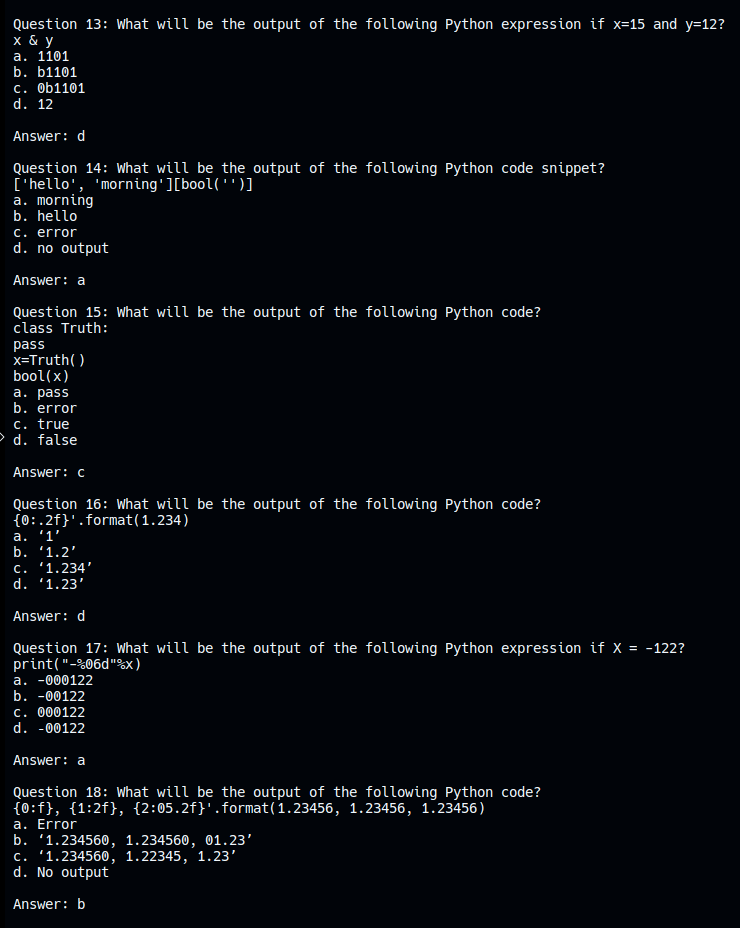 Question 13: What will be the output of the following Python expression if x=15 and y=12?
x & y
a. 1101
b. b1101
c. 0b1101
d. 12
Answer: d
Question 14: What will be the output of the following Python code snippet?
['hello', 'morning'][bool('')]
a. morning
b. hello
c. error
d. no output
Answer: a
Question 15: What will be the output of the following Python code?
class Truth:
pass
x=Truth()
bool(x)
a. pass
b. error
c. true
d. false
Answer: c
Question 16: What will be the output of the following Python code?
{0:.2f}'.format(1.234)
a. ‘1’
b. ‘1.2’
c. ‘1.234’
d. ‘1.23’
Answer: d
Question 17: What will be the output of the following Python expression if X = -122?
print("-%06d"%x)
a. -000122
b. -00122
c. 000122
d. -00122
Answer: a
Question 18: What will be the output of the following Python code?
{0:f}, {1:2f}, {2:05.2f}'.format(1.23456, 1.23456, 1.23456)
a. Error
b. ‘1.234560, 1.234560, 01.23’
c. ‘1.234560, 1.22345, 1.23’
d. No output
Answer: b